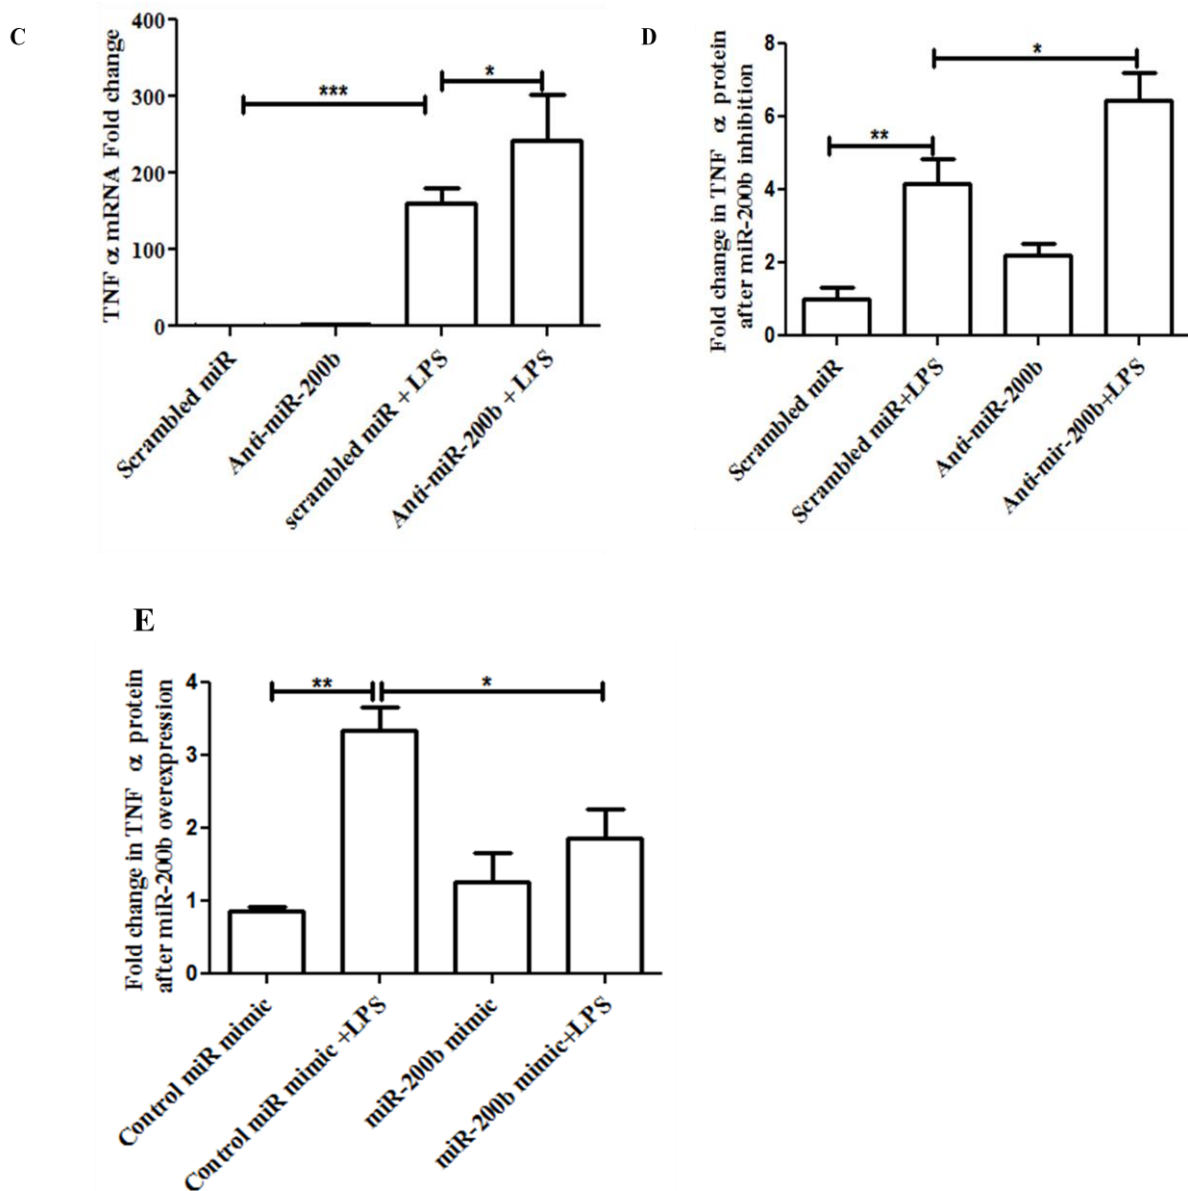 C
TNF α mRNA Fold change
400
300
200
100
0
***
*
Scrambled miR
Anti-miR-200b
scrambled miR + LPS
Anti-miR-200b + LPS
D
Fold change in TNF α protein
after miR-200b inhibition
8
6
4
2
0
**
*
Scrambled miR
Scrambled miR+LPS
Anti-miR-200b
Anti-mir-200b+LPS
E
Fold change in TNF α protein
after miR-200b overexpression
4
3
2
1
0
**
*
Control miR mimic
Control miR mimic +LPS
miR-200b mimic
miR-200b mimic+LPS